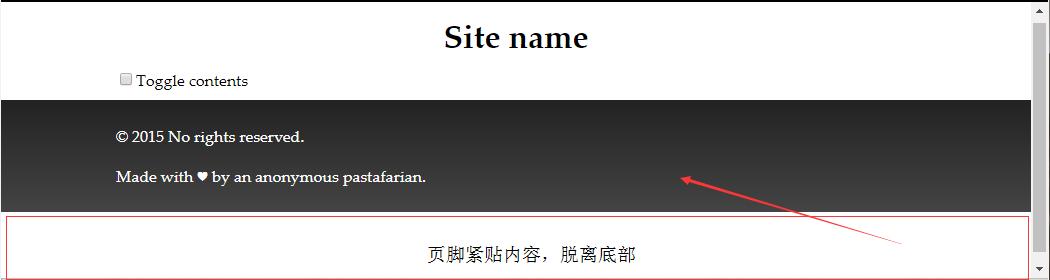 Site name
Toggle contents
© 2015 No rights reserved.
Made with ♥ by an anonymous pastafarian.
页脚紧贴内容，脱离底部